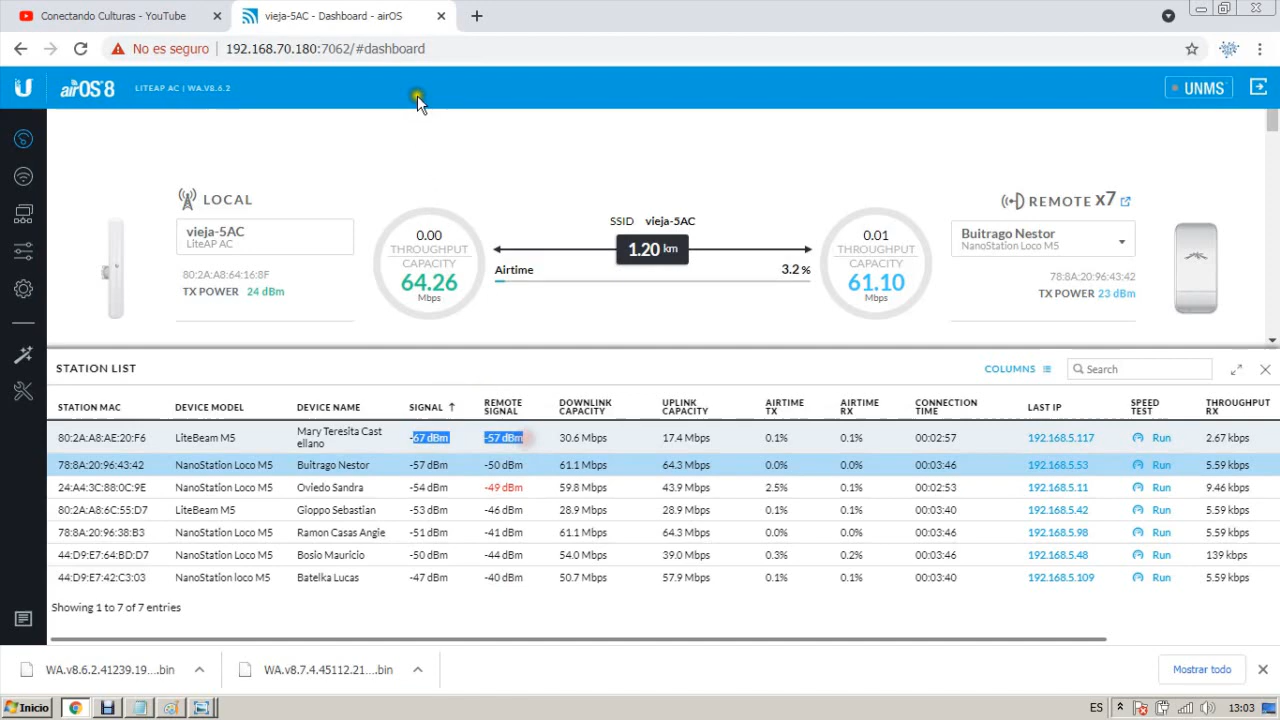 Conectando Culturas - YouTube
vieja-5AC - Dashboard - airOS
No es seguro
192.168.70.180:7062/#dashboard
U airOS8 LITEAP AC | WA.V8.6.2
UNMS
LOCAL
vieja-5AC
LiteAP AC
80:2A:A8:64:16:8F
TX POWER 24 dBm
0.00
THROUGHPUT
CAPACITY
64.26
Mbps
SSID vieja-5AC
1.20 km
Airtime 3.2 %
0.01
THROUGHPUT
CAPACITY
61.10
Mbps
REMOTE X7
Buitrago Nestor
NanoStation Loco M5
78:8A:20:96:43:42
TX POWER 23 dBm
STATION LIST
COLUMNS
Search
STATION MAC DEVICE MODEL DEVICE NAME SIGNAL REMOTE SIGNAL DOWNLINK CAPACITY UPLINK CAPACITY AIRTIME TX AIRTIME RX CONNECTION TIME LAST IP SPEED TEST THROUGHPUT RX
80:2A:A8:AE:20:F6 LiteBeam M5 Mary Teresita Cast -67 dBm -57 dBm 30.6 Mbps 17.4 Mbps 0.1% 0.1% 00:02:57 192.168.5.117 Run 2.67 kbps
ellano
78:8A:20:96:43:42 NanoStation Loco M5 Buitrago Nestor -57 dBm -50 dBm 61.1 Mbps 64.3 Mbps 0.0% 0.0% 00:03:46 192.168.5.53 Run 5.59 kbps
24:A4:3C:88:0C:9E NanoStation Loco M5 Oviedo Sandra -54 dBm -49 dBm 59.8 Mbps 43.9 Mbps 2.5% 0.1% 00:02:53 192.168.5.11 Run 9.46 kbps
80:2A:A8:6C:55:D7 LiteBeam M5 Gioppo Sebastian -53 dBm -46 dBm 28.9 Mbps 28.9 Mbps 0.1% 0.1% 00:03:40 192.168.5.42 Run 5.59 kbps
78:8A:20:96:38:B3 NanoStation Loco M5 Ramon Casas Angie -51 dBm -41 dBm 61.1 Mbps 64.3 Mbps 0.0% 0.0% 00:03:46 192.168.5.98 Run 5.59 kbps
44:D9:E7:64:BD:D7 NanoStation Loco M5 Bosio Mauricio -50 dBm -44 dBm 54.0 Mbps 39.0 Mbps 0.3% 0.2% 00:03:46 192.168.5.48 Run 139 kbps
44:D9:E7:42:C3:03 NanoStation loco M5 Batelka Lucas -47 dBm -40 dBm 50.7 Mbps 57.9 Mbps 0.1% 0.1% 00:03:40 192.168.5.109 Run 5.59 kbps
Showing 1 to 7 of 7 entries
WA.v8.6.2.41239.19....bin
WA.v8.7.4.45112.21....bin
Mostrar todo
Inicio
ES
13:03